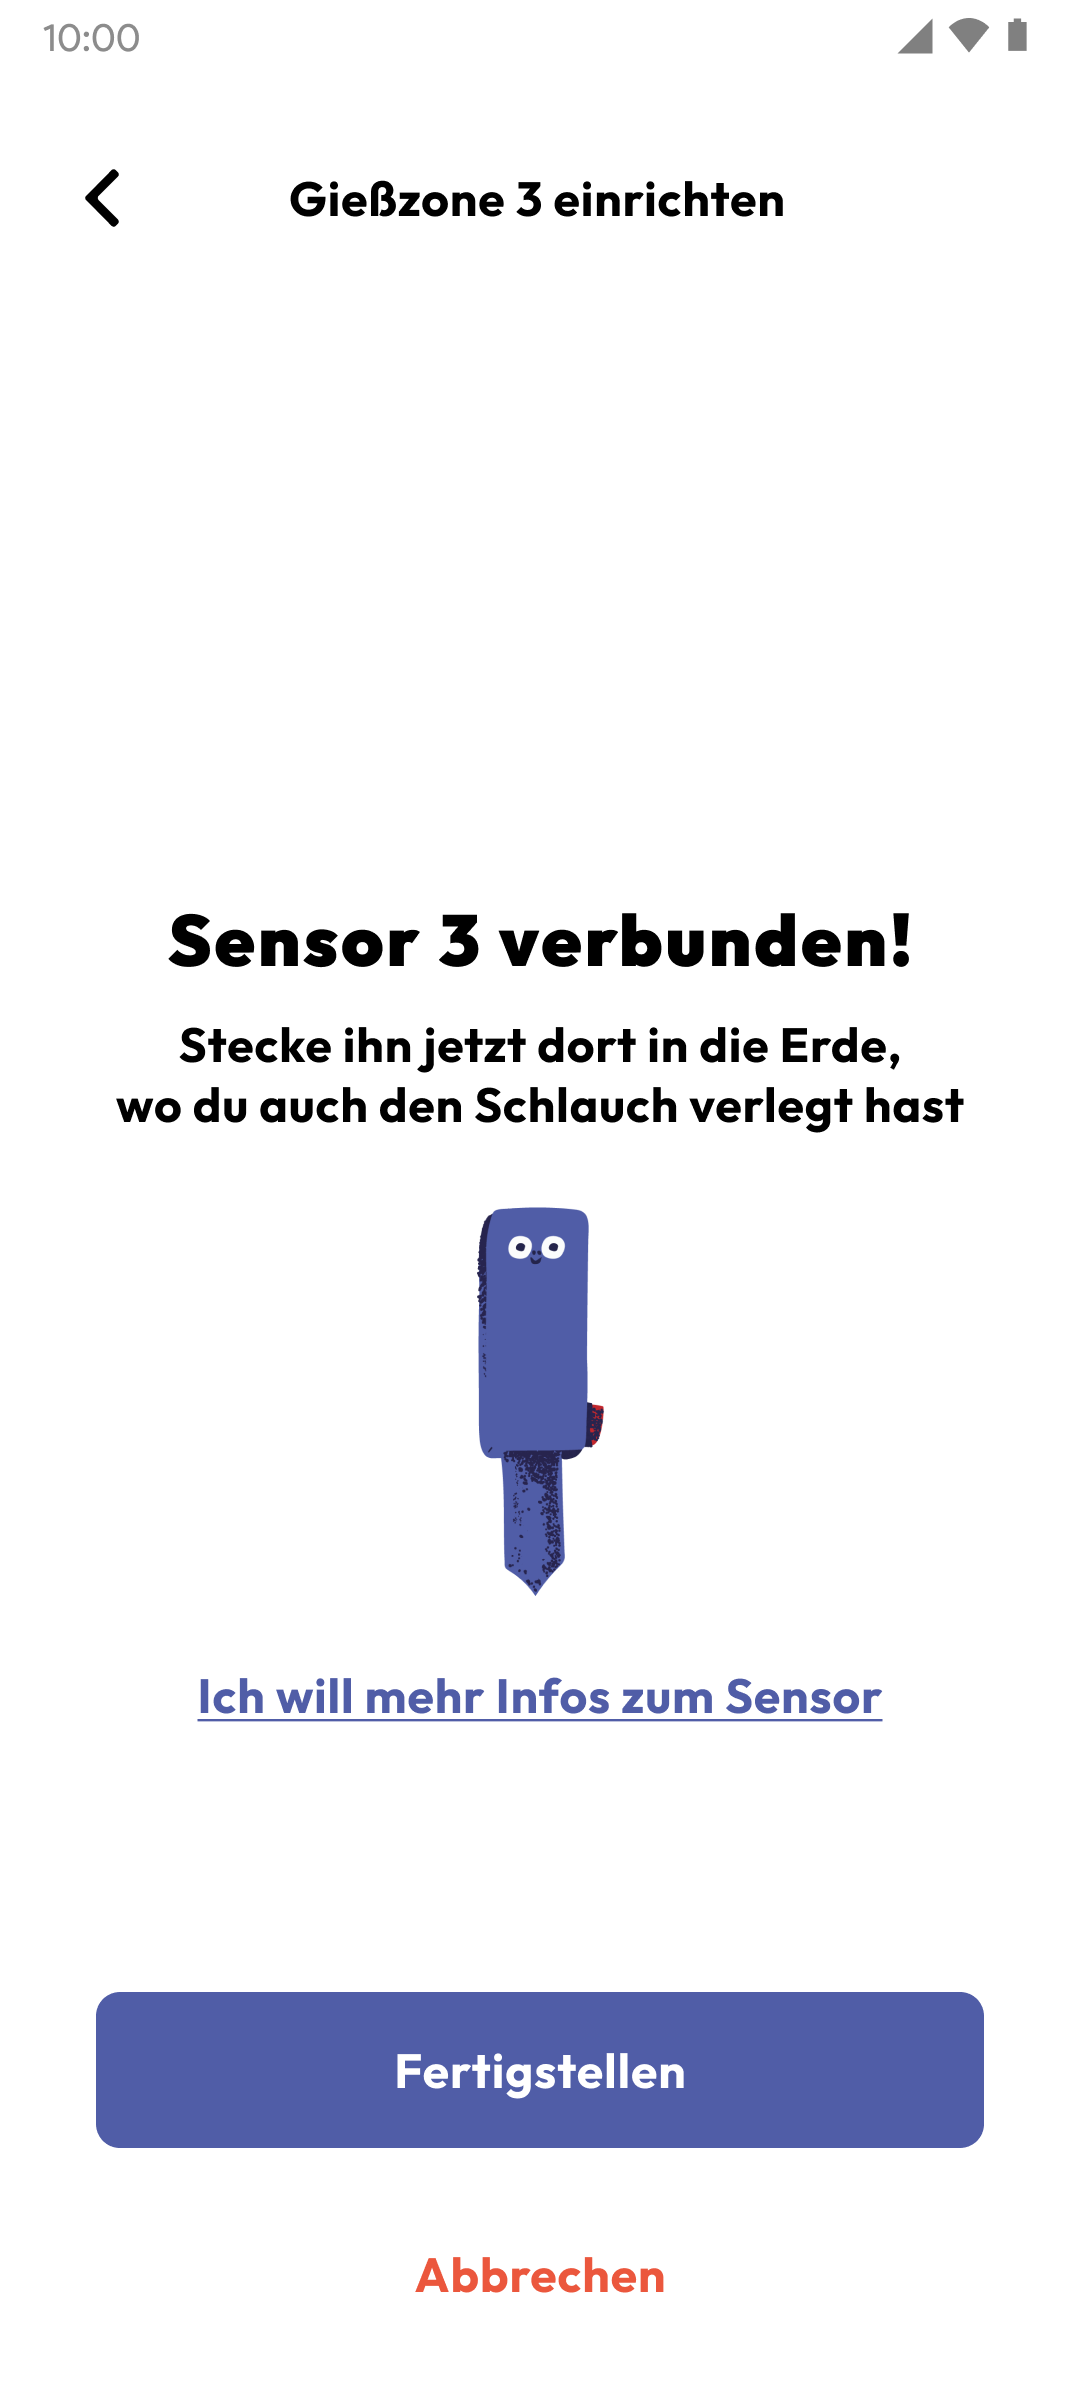 10:00
Gießzone 3 einrichten
Sensor 3 verbunden!
Stecke ihn jetzt dort in die Erde,
wo du auch den Schlauch verlegt hast
Ich will mehr Infos zum Sensor
Fertigstellen
Abbrechen